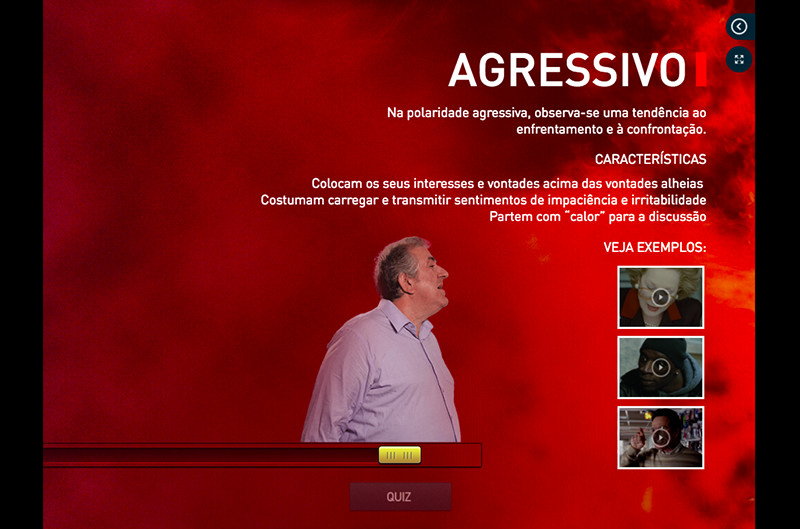 AGRESSIVO
Na polaridade agressiva, observa-se uma tendência ao
enfrentamento e à confrontação.
CARACTERÍSTICAS
Colocam os seus interesses e vontades acima das vontades alheias
Costumam carregar e transmitir sentimentos de impaciência e irritabilidade
Partem com “calor" para a discussão
VEJA EXEMPLOS:
QUIZ